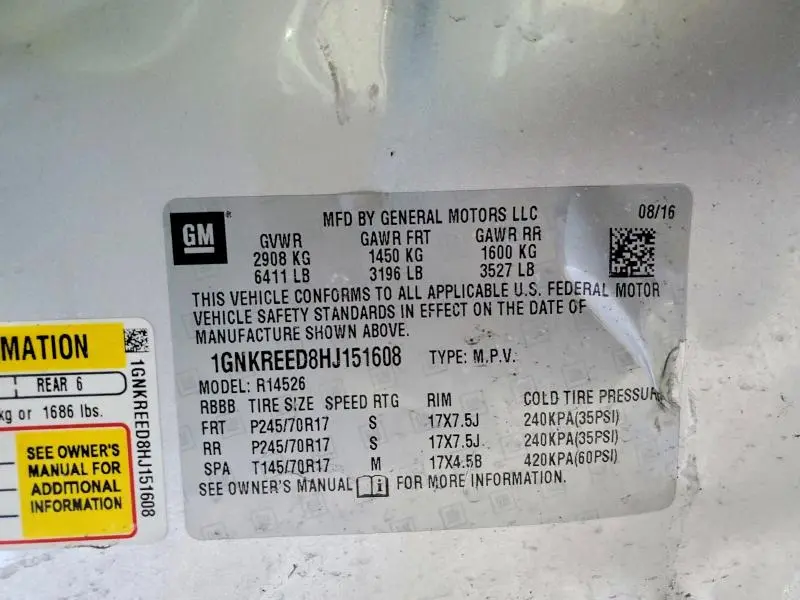 GM
MFD BY GENERAL MOTORS LLC 08/16
GVWR GAWR FRT GAWR RR
2908 KG 1450 KG 1600 KG
6411 LB 3196 LB 3527 LB
THIS VEHICLE CONFORMS TO ALL APPLICABLE U.S. FEDERAL MOTOR
VEHICLE SAFETY STANDARDS IN EFFECT ON THE DATE OF
MANUFACTURE SHOWN ABOVE.
1GNKREED8HJ151608 TYPE: M.P.V.
MODEL: R14526
RBBB TIRE SIZE SPEED RTG RIM COLD TIRE PRESSURE
FRT P245/70R17 S 17X7.5J 240KPA(35PSI)
RR P245/70R17 S 17X7.5J 240KPA(35PSI)
SPA T145/70R17 M 17X4.5B 420KPA(60PSI)
SEE OWNER'S MANUAL i FOR MORE INFORMATION.
MATION
REAR 6
kg or 1686 lbs.
SEE OWNER'S
MANUAL FOR
ADDITIONAL
INFORMATION
1GNKREED8HJ151608